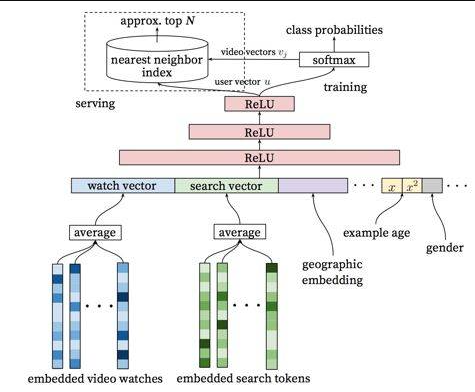 approx. top N
class probabilities
nearest neighbor
index
video vectors vⱼ
softmax
user vector u
serving
training
ReLU
ReLU
ReLU
watch vector
search vector
...
x
x²
...
average
average
example age
gender
geographic
embedding
...
...
embedded video watches
embedded search tokens